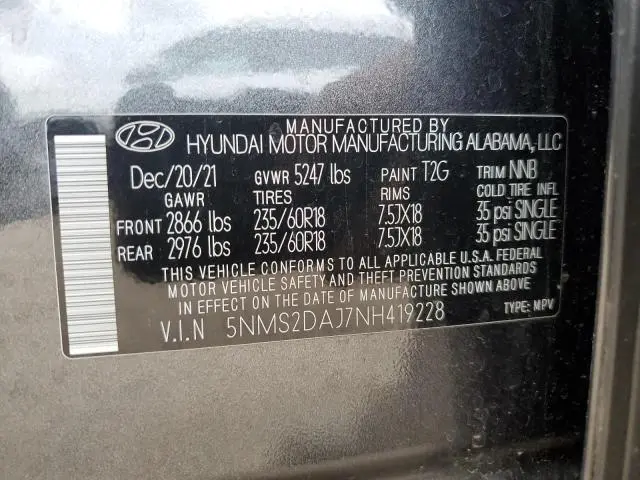 MANUFACTURED BY
HYUNDAI MOTOR MANUFACTURING ALABAMA, LLC
Dec/20/21 GVWR 5247 lbs PAINT T2G TRIM NNB
GAWR TIRES RIMS COLD TIRE INFL
FRONT 2866 lbs 235/60R18 7.5JX18 35 psi SINGLE
REAR 2976 lbs 235/60R18 7.5JX18 35 psi SINGLE
THIS VEHICLE CONFORMS TO ALL APPLICABLE U.S.A. FEDERAL
MOTOR VEHICLE SAFETY AND THEFT PREVENTION STANDARDS
IN EFFECT ON THE DATE OF MANUFACTURE SHOWN ABOVE.
V.I.N 5NMS2DAJ7NH419228 TYPE: MPV